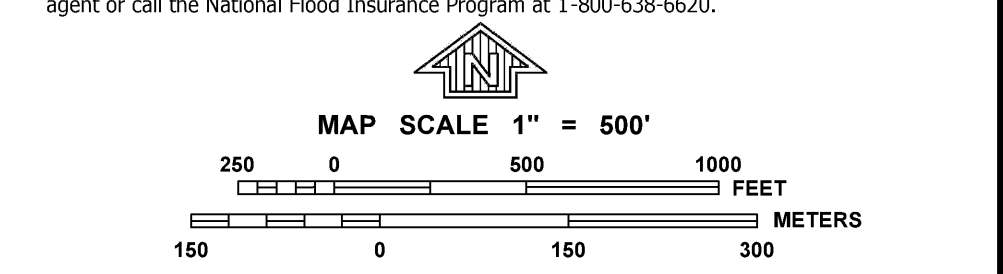 agent or call the National Flood Insurance Program at 1-800-638-6620.
N
MAP SCALE 1" = 500'
250 0 500 1000
FEET
METERS
150 0 150 300